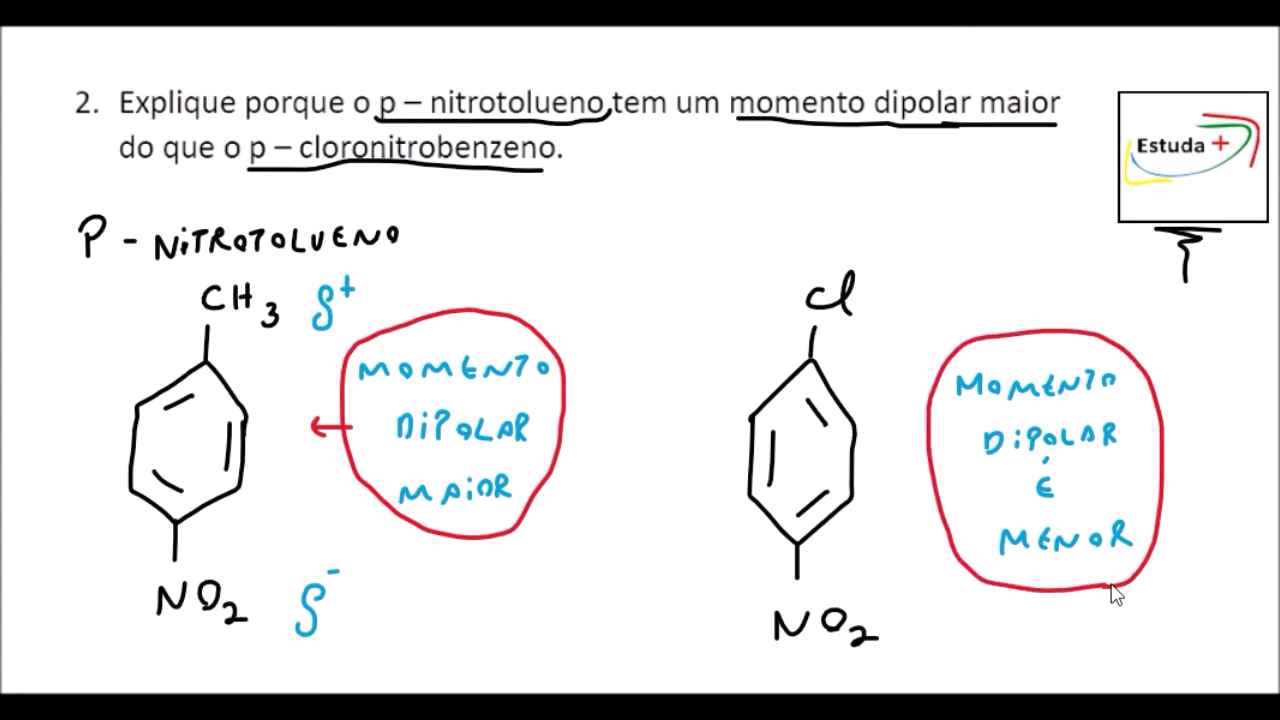 2. Explique porque o p – nitrotolueno tem um momento dipolar maior
do que o p – cloronitrobenzeno.
Estuda +
P - NiTROTOLUENO
CH3 δ+
Cl
MOMENTO
DiPOLAR
MAiOR
MOMENTO
DiPOLAR
É
MENOR
NO2 δ-
NO2